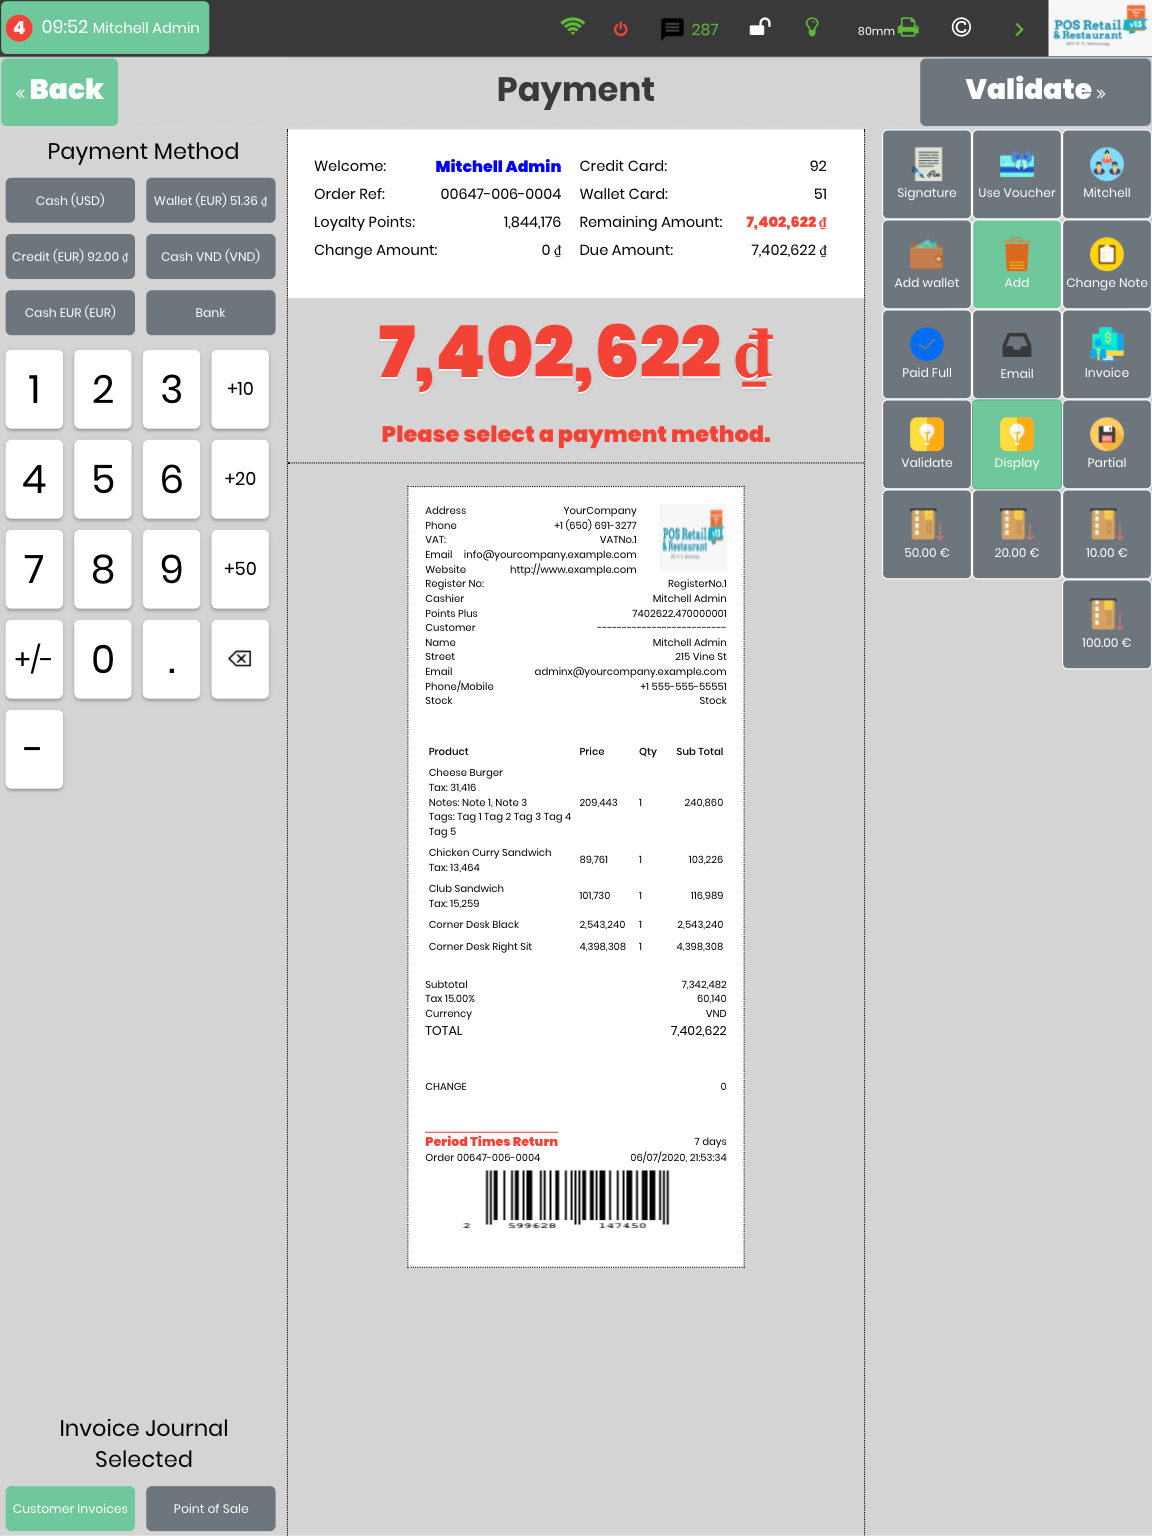 4 09:52 Mitchell Admin
287
80mm
POS Retail & Restaurant v13
« Back
Payment
Validate »
Payment Method
Cash (USD)
Wallet (EUR) 51.36 ₫
Credit (EUR) 92.00 ₫
Cash VND (VND)
Cash EUR (EUR)
Bank
1 2 3 +10
4 5 6 +20
7 8 9 +50
+/- 0 .
-
Invoice Journal
Selected
Customer Invoices
Point of Sale
Welcome: Mitchell Admin Credit Card: 92
Order Ref: 00647-006-0004 Wallet Card: 51
Loyalty Points: 1,844,176 Remaining Amount: 7,402,622 ₫
Change Amount: 0 ₫ Due Amount: 7,402,622 ₫
7,402,622 ₫
Please select a payment method.
Address YourCompany
Phone +1 (650) 691-3277
VAT: VATNo.1
Email info@yourcompany.example.com
Website http://www.example.com
POS Retail & Restaurant
Register No: RegisterNo.1
Cashier Mitchell Admin
Points Plus 7402622.470000001
Customer --------------------------
Name Mitchell Admin
Street 215 Vine St
Email adminx@yourcompany.example.com
Phone/Mobile +1 555-555-55551
Stock Stock
Product Price Qty Sub Total
Cheese Burger
Tax: 31,416
Notes: Note 1, Note 3 209,443 1 240,860
Tags: Tag 1 Tag 2 Tag 3 Tag 4
Tag 5
Chicken Curry Sandwich
Tax: 13,464
89,761 1 103,226
Club Sandwich
Tax: 15,259
101,730 1 116,989
Corner Desk Black 2,543,240 1 2,543,240
Corner Desk Right Sit 4,398,308 1 4,398,308
Subtotal 7,342,482
Tax 15.00% 60,140
Currency VND
TOTAL 7,402,622
CHANGE 0
Period Times Return 7 days
Order 00647-006-0004 06/07/2020, 21:53:34
2 599628 147450
Signature
Use Voucher
Mitchell
Add wallet
Add
Change Note
Paid Full
Email
Invoice
Validate
Display
Partial
50.00 €
20.00 €
10.00 €
100.00 €